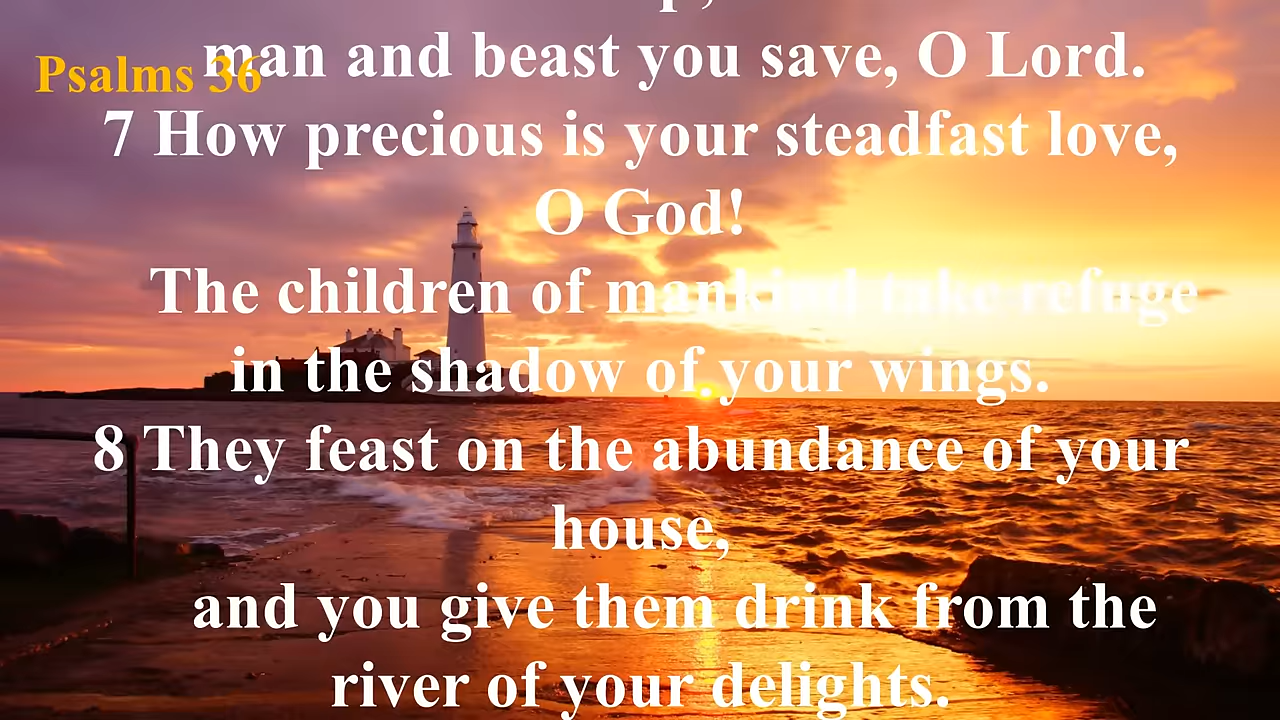 man and beast you save, O Lord.
Psalms 36
7 How precious is your steadfast love,
O God!
The children of mankind take refuge
in the shadow of your wings.
8 They feast on the abundance of your
house,
and you give them drink from the
river of your delights.